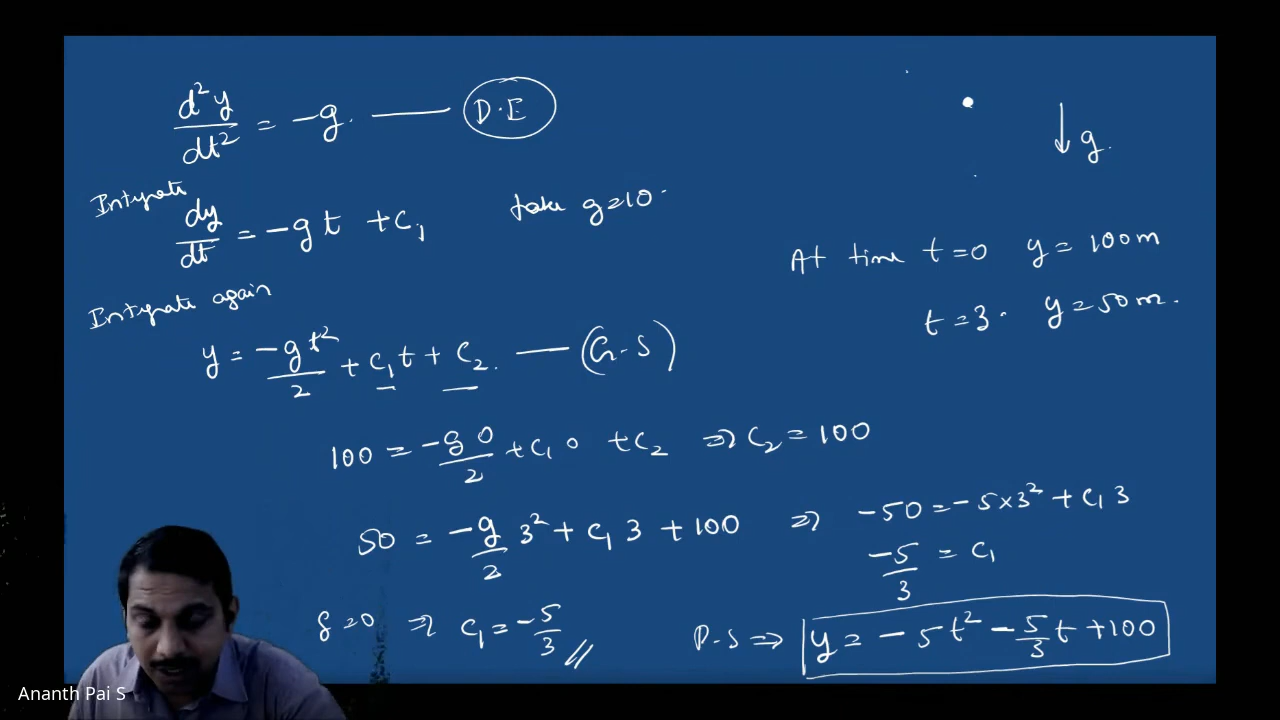 d²y/dt² = -g. — D.E
↓ g.
Integrate
dy/dt = -gt + C₁
take g=10
At time t=0 y = 100m
t=3. y=50m.
Integrate again
y = -gt²/2 + C₁t + C₂. — (G.S)
100 = -g0/2 + C₁0 + C₂ ⇒ C₂ = 100
50 = -g/2 3² + C₁3 + 100 ⇒ -50 = -5×3² + C₁3
-5/3 = C₁
⇒ C₁ = -5/3 //
P.S ⇒ y = -5t² - 5/3 t + 100
Ananth Pai S